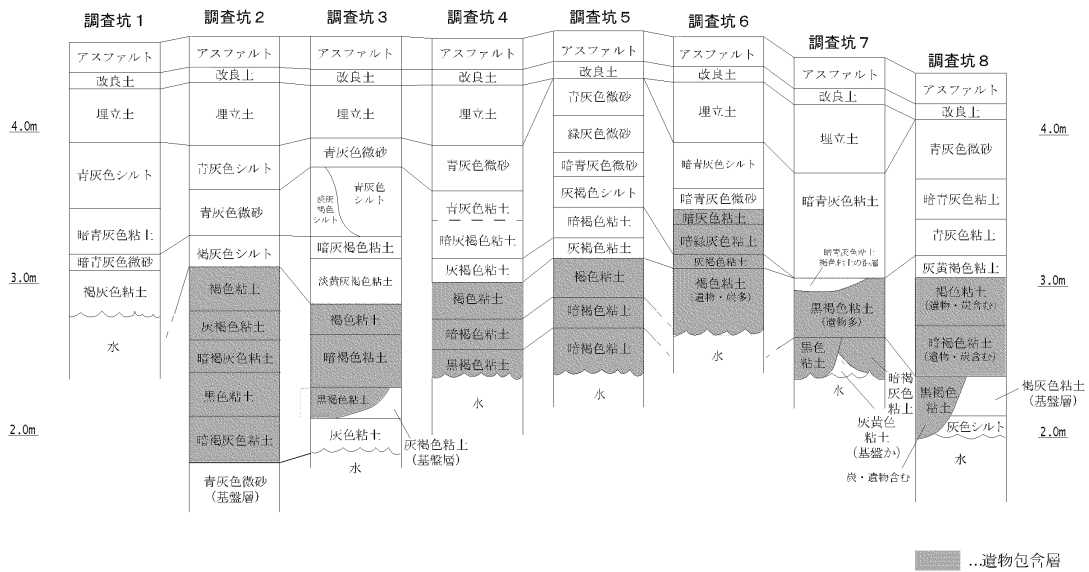 調査坑1
アスファルト
改良土
埋立土
青灰色シルト
暗青灰色粘土
暗青灰色微砂
褐灰色粘土
水
調査坑2
アスファルト
改良土
埋立土
青灰色シルト
青灰色微砂
褐灰色シルト
褐色粘土
灰褐色粘土
暗褐灰色粘土
黒色粘土
暗褐灰色粘土
青灰色微砂
(基盤層)
調査坑3
アスファルト
改良土
埋立土
青灰色微砂
淡灰
褐色
シルト
青灰色
シルト
暗灰褐色粘土
淡黄灰褐色粘土
褐色粘土
暗褐色粘土
黒褐色粘土
灰色粘土
水
灰褐色粘土
(基盤層)
調査坑4
アスファルト
改良土
埋立土
青灰色微砂
青灰色粘土
暗灰褐色粘土
灰褐色粘土
褐色粘土
暗褐色粘土
黒褐色粘土
水
調査坑5
アスファルト
改良土
青灰色微砂
緑灰色微砂
暗青灰色微砂
灰褐色シルト
暗褐色粘土
灰褐色粘土
褐色粘土
暗褐色粘土
暗褐色粘土
水
調査坑6
アスファルト
改良土
埋立土
暗青灰色シルト
暗青灰色微砂
暗灰色粘土
暗緑灰色粘土
灰褐色粘土
褐色粘土
(遺物・炭多)
水
調査坑7
アスファルト
改良土
埋立土
暗青灰色粘土
暗青灰色粘土
褐色粘土の互層
黒褐色粘土
(遺物多)
黒色
粘土
水
暗褐
灰色
粘土
灰黄色
粘土
(基盤か)
調査坑8
アスファルト
改良土
青灰色微砂
暗青灰色粘土
青灰色粘土
灰黄褐色粘土
褐色粘土
(遺物・炭含む)
暗褐色粘土
(遺物・炭含む)
黒褐色
粘土
灰色シルト
水
褐灰色粘土
(基盤層)
炭・遺物含む
4.0m
3.0m
2.0m
4.0m
3.0m
2.0m
…遺物包含層